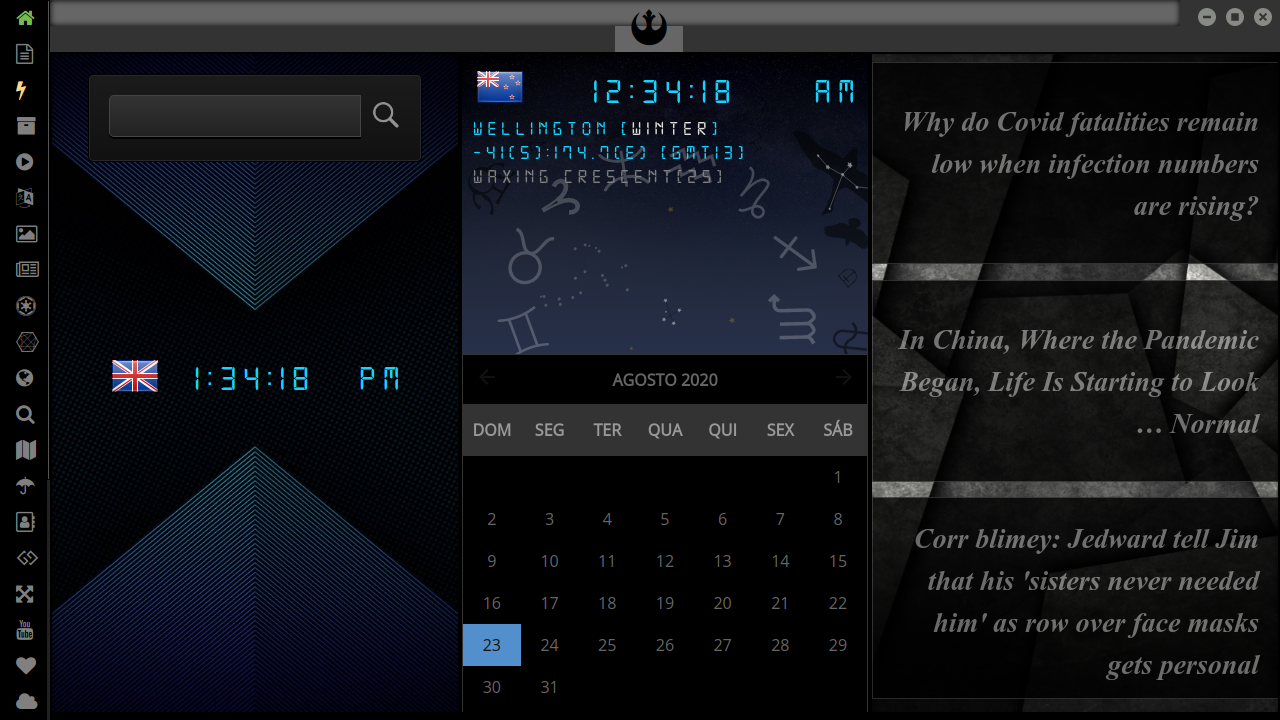 1:34:18 PM
12:34:18 AM
WELLINGTON [WINTER]
-41(S):174.7(E) [GMT13]
WAXING CRESCENT(25)
AGOSTO 2020
DOM SEG TER QUA QUI SEX SÁB
1
2 3 4 5 6 7 8
9 10 11 12 13 14 15
16 17 18 19 20 21 22
23 24 25 26 27 28 29
30 31
Why do Covid fatalities remain
low when infection numbers
are rising?
In China, Where the Pandemic
Began, Life Is Starting to Look
… Normal
Corr blimey: Jedward tell Jim
that his 'sisters never needed
him' as row over face masks
gets personal
You
Tube